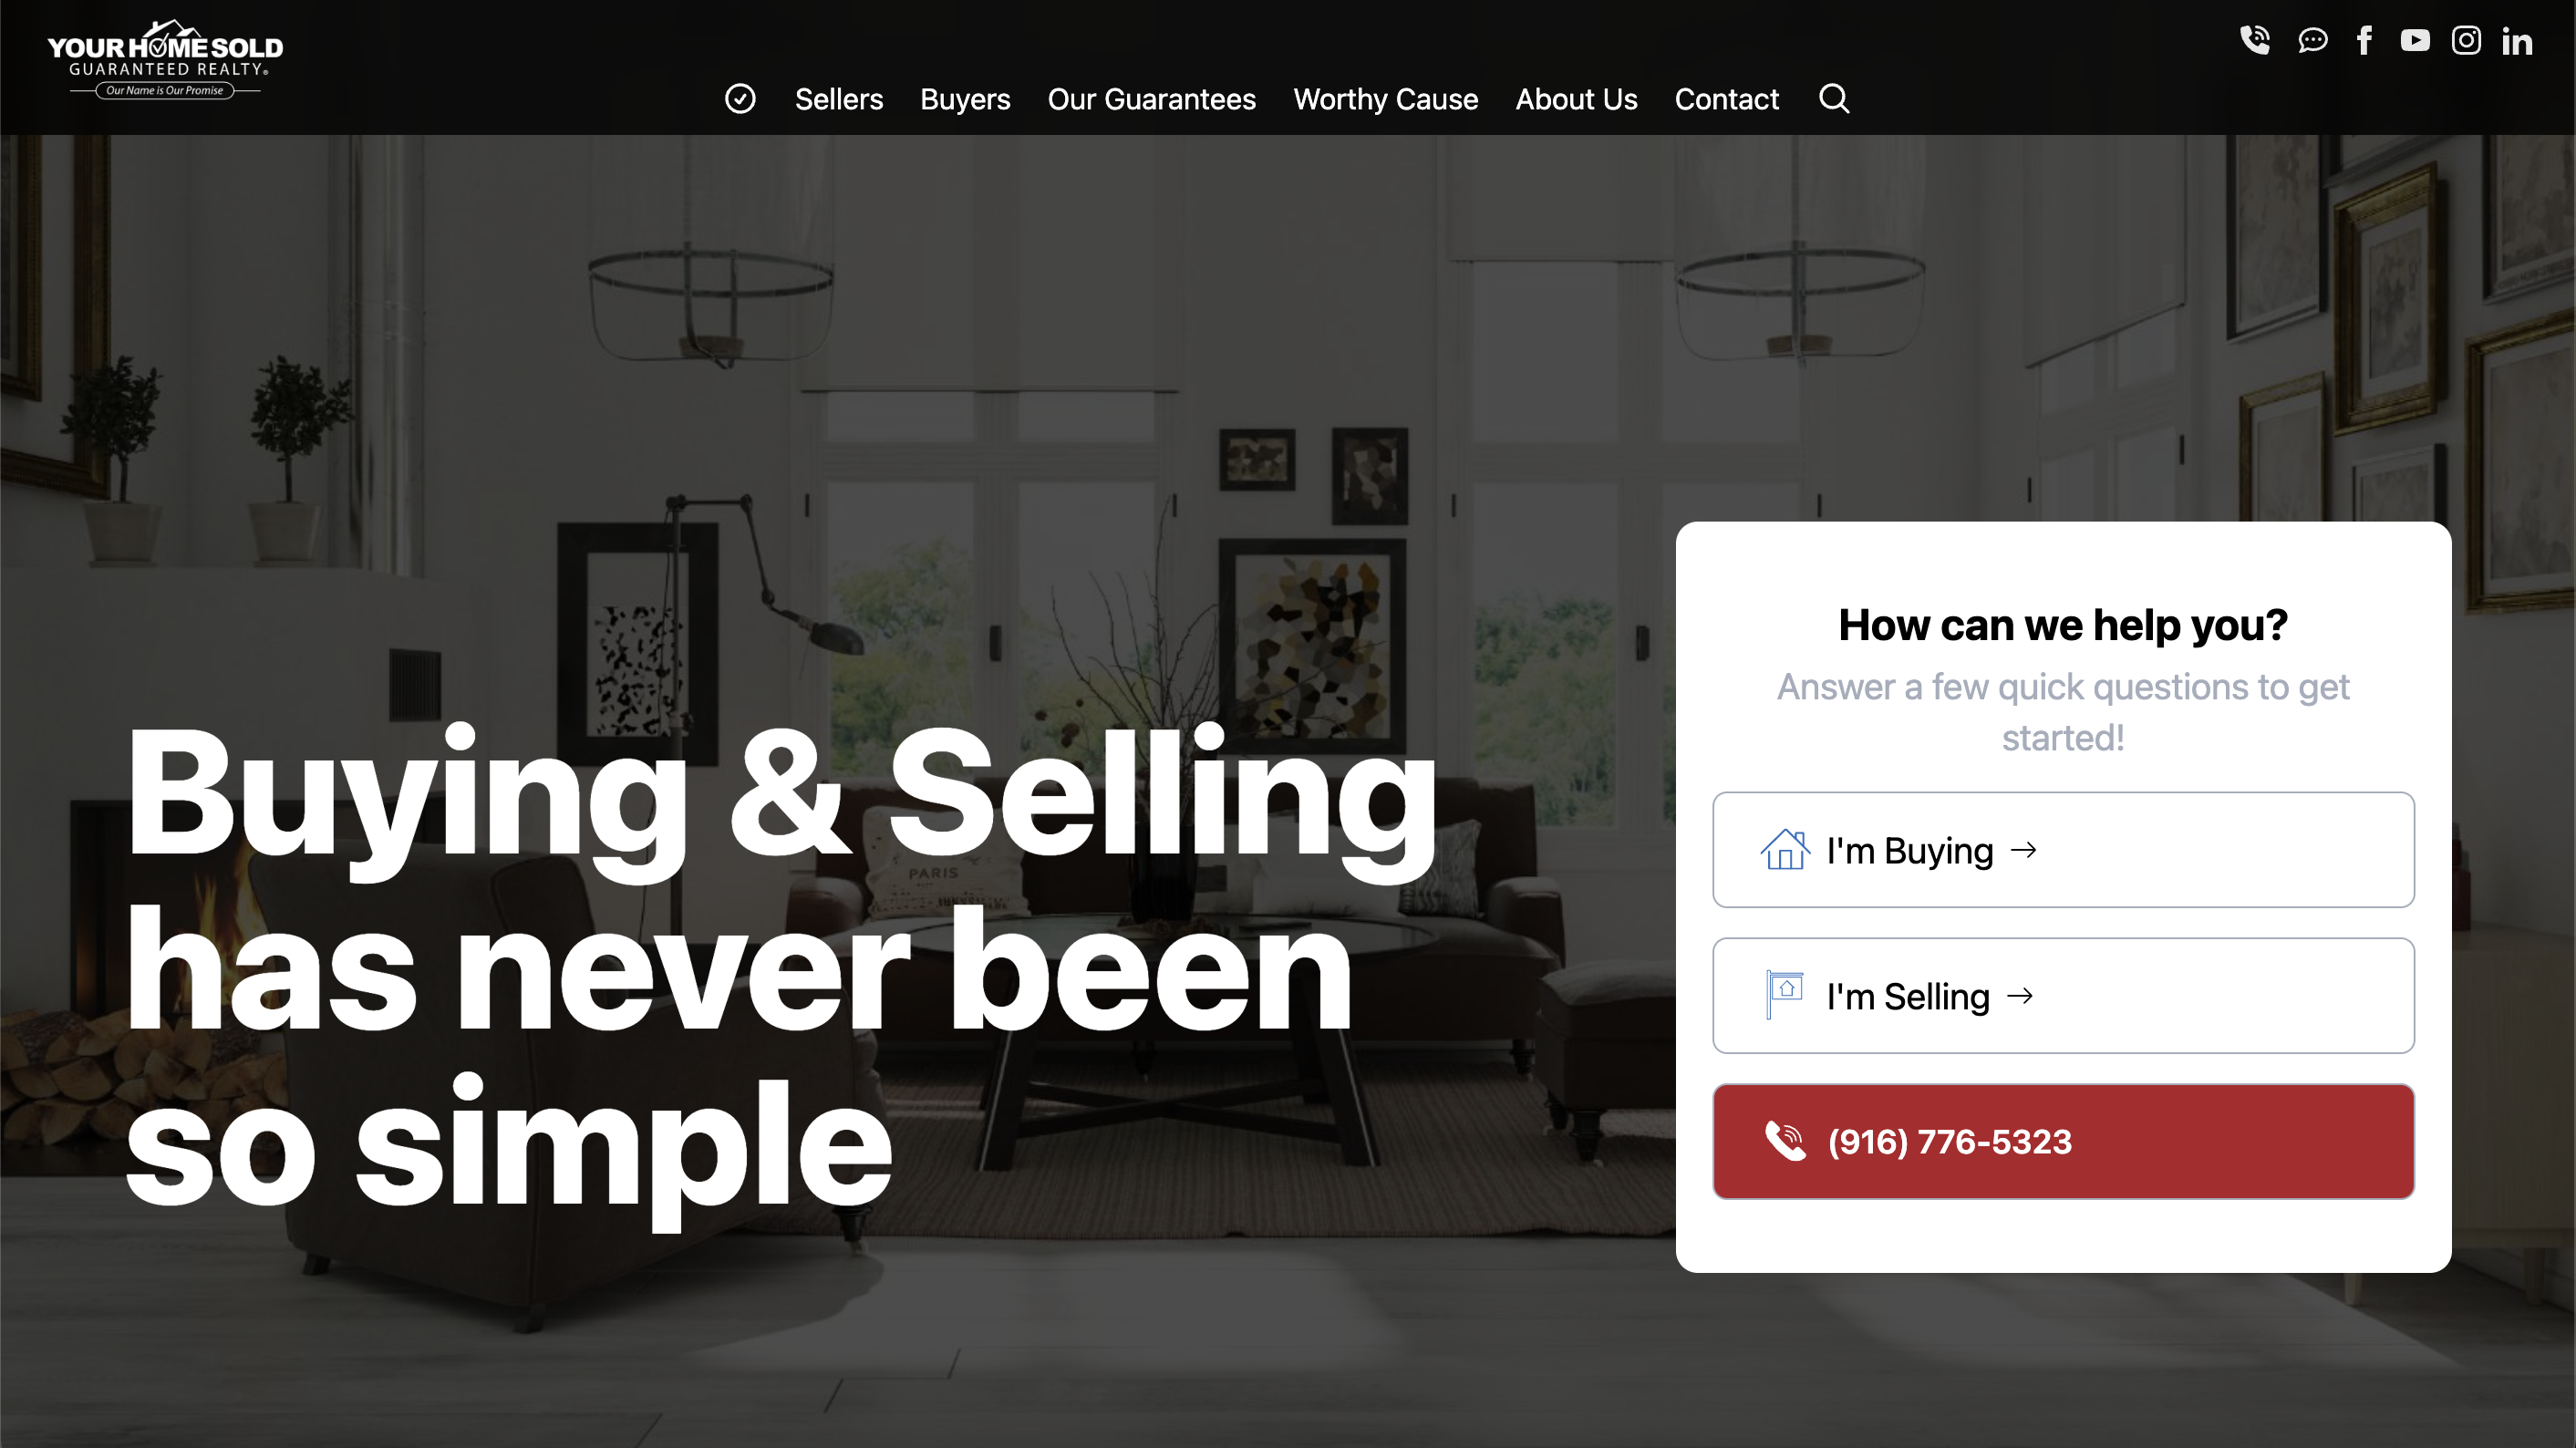 YOUR HOME SOLD
GUARANTEED REALTY®
Our Name is Our Promise
Sellers
Buyers
Our Guarantees
Worthy Cause
About Us
Contact
Buying & Selling
has never been
so simple
PARIS
How can we help you?
Answer a few quick questions to get
started!
I'm Buying →
I'm Selling →
(916) 776-5323